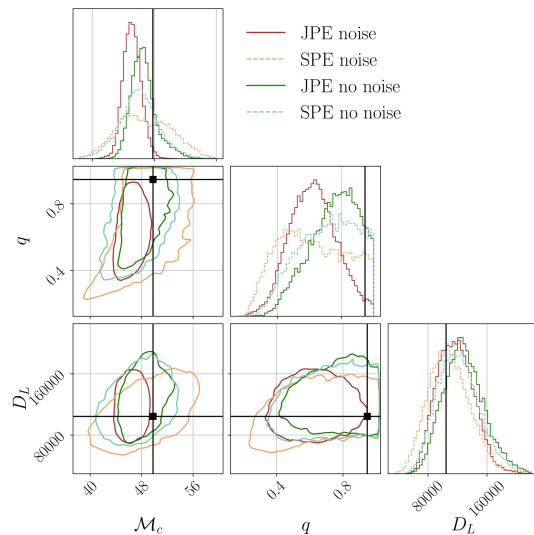 JPE noise
SPE noise
JPE no noise
SPE no noise
q
0.8
0.4
D_L
160000
80000
40
48
56
0.4
0.8
80000
160000
ℳ_c
q
D_L